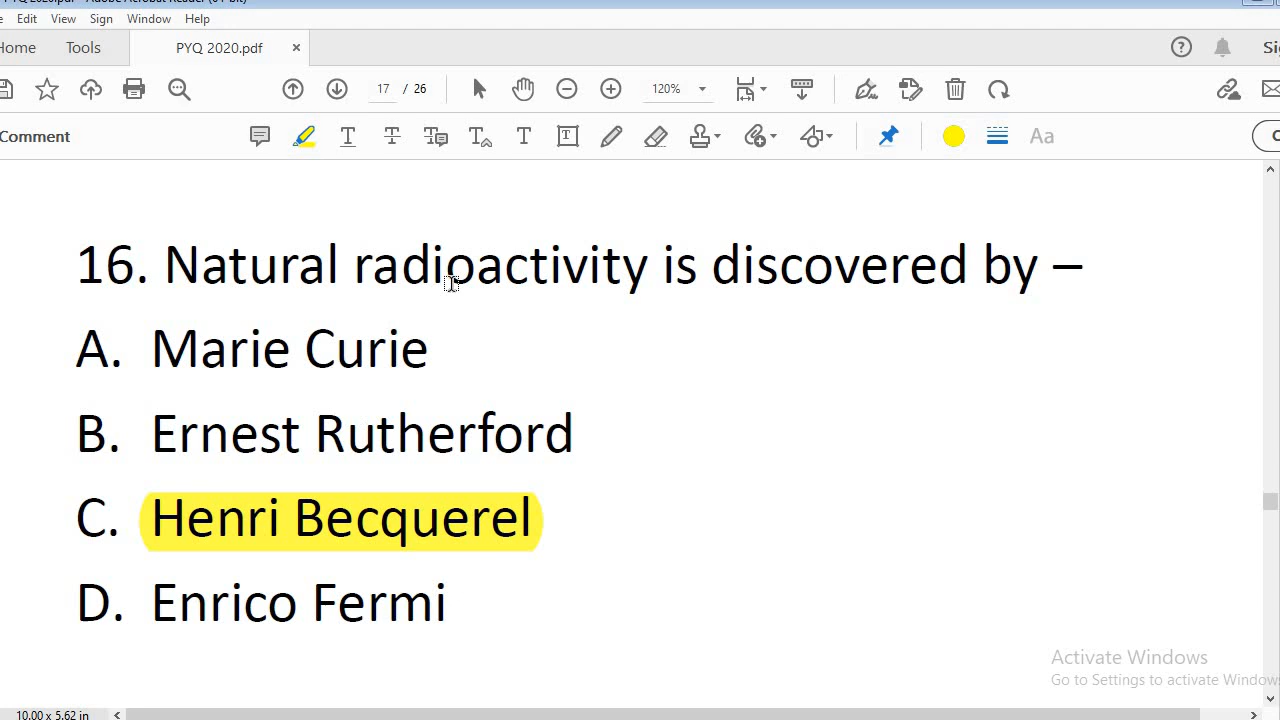 Edit View Sign Window Help
Home Tools PYQ 2020.pdf ×
17 / 26 120%
Comment Aa
16. Natural radioactivity is discovered by –
A. Marie Curie
B. Ernest Rutherford
C. Henri Becquerel
D. Enrico Fermi
Activate Windows
Go to Settings to activate Windows
10.00 x 5.62 in